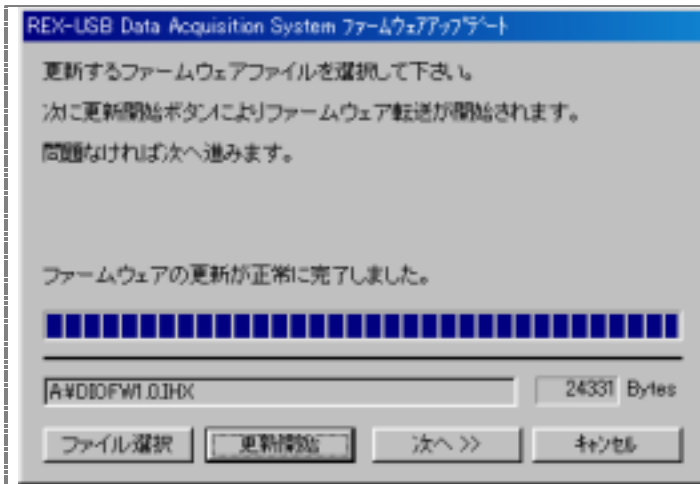 REX-USB Data Acquisition System ファームウェアアップデート
更新するファームウェアファイルを選択して下さい。
次に更新開始ボタンによりファームウェア転送が開始されます。
問題なければ次へ進みます。
ファームウェアの更新が正常に完了しました。
A:¥DIOFW1.0.IHX
24331 Bytes
ファイル選択
更新開始
次へ >>
キャンセル